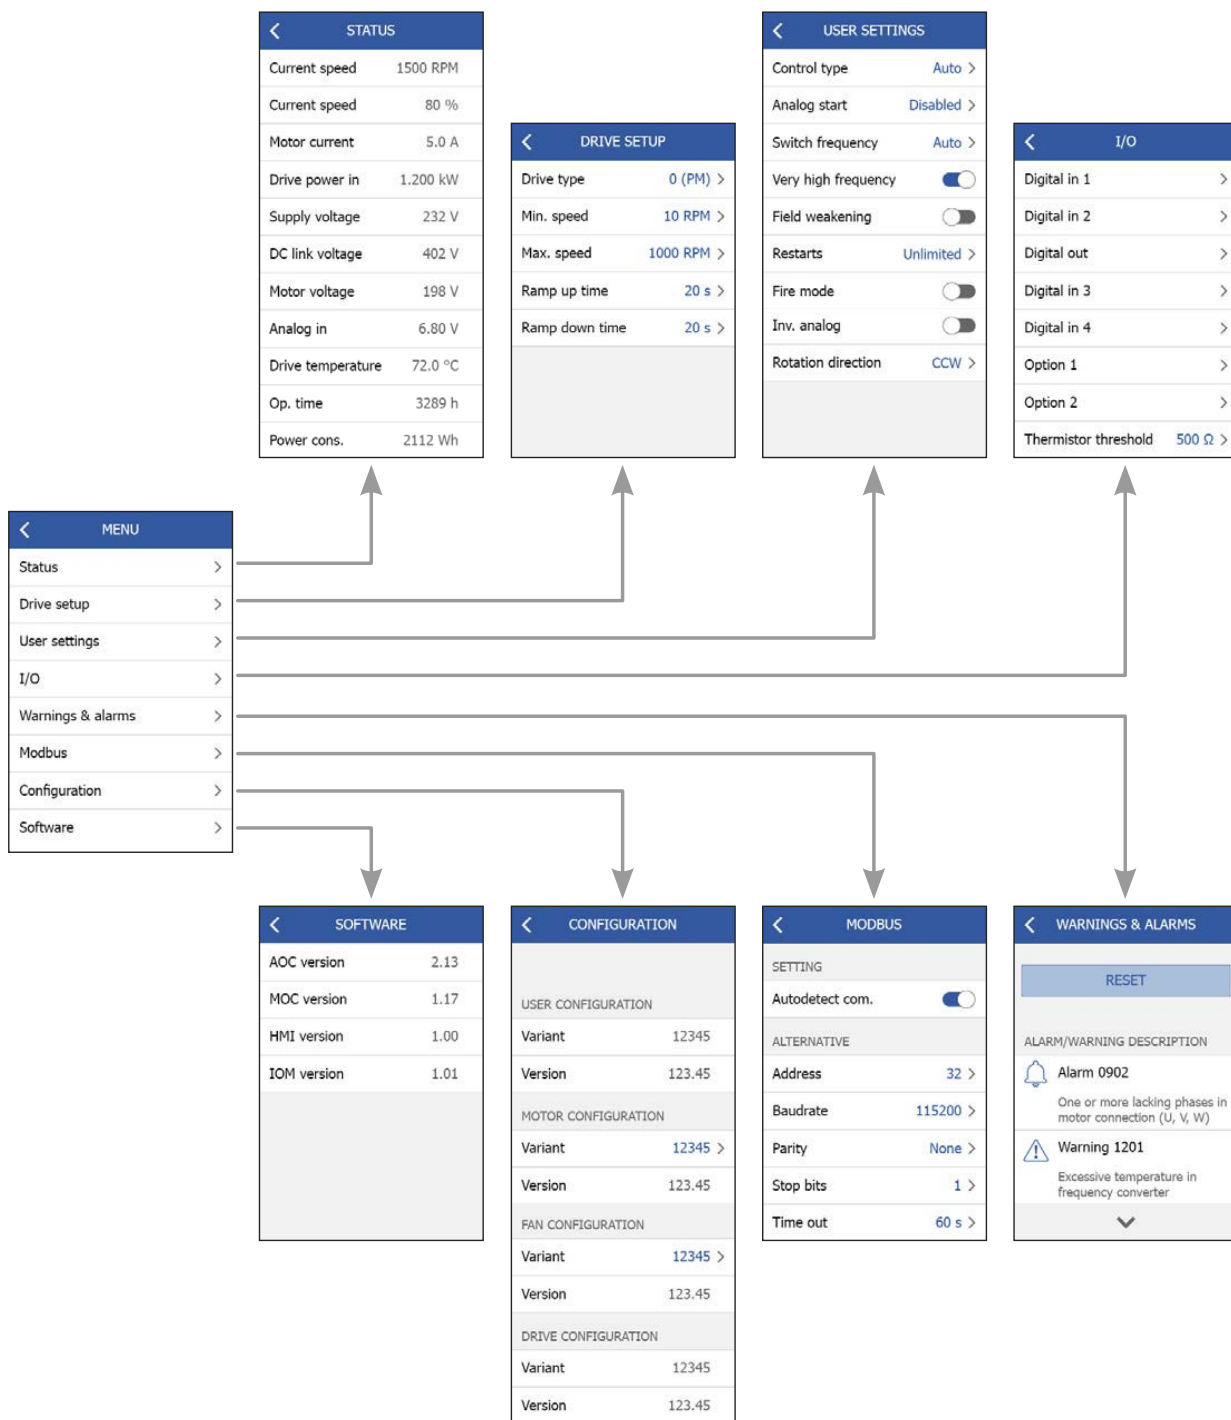 STATUS
Current speed 1500 RPM
Current speed 80 %
Motor current 5.0 A
Drive power in 1.200 kW
Supply voltage 232 V
DC link voltage 402 V
Motor voltage 198 V
Analog in 6.80 V
Drive temperature 72.0 °C
Op. time 3289 h
Power cons. 2112 Wh
DRIVE SETUP
Drive type 0 (PM) >
Min. speed 10 RPM >
Max. speed 1000 RPM >
Ramp up time 20 s >
Ramp down time 20 s >
USER SETTINGS
Control type Auto >
Analog start Disabled >
Switch frequency Auto >
Very high frequency
Field weakening
Restarts Unlimited >
Fire mode
Inv. analog
Rotation direction CCW >
I/O
Digital in 1 >
Digital in 2 >
Digital out >
Digital in 3 >
Digital in 4 >
Option 1 >
Option 2 >
Thermistor threshold 500 Ω >
MENU
Status >
Drive setup >
User settings >
I/O >
Warnings & alarms >
Modbus >
Configuration >
Software >
SOFTWARE
AOC version 2.13
MOC version 1.17
HMI version 1.00
IOM version 1.01
CONFIGURATION
USER CONFIGURATION
Variant 12345
Version 123.45
MOTOR CONFIGURATION
Variant 12345 >
Version 123.45
FAN CONFIGURATION
Variant 12345 >
Version 123.45
DRIVE CONFIGURATION
Variant 12345
Version 123.45
MODBUS
SETTING
Autodetect com.
ALTERNATIVE
Address 32 >
Baudrate 115200 >
Parity None >
Stop bits 1 >
Time out 60 s >
WARNINGS & ALARMS
RESET
ALARM/WARNING DESCRIPTION
Alarm 0902
One or more lacking phases in
motor connection (U, V, W)
Warning 1201
Excessive temperature in
frequency converter